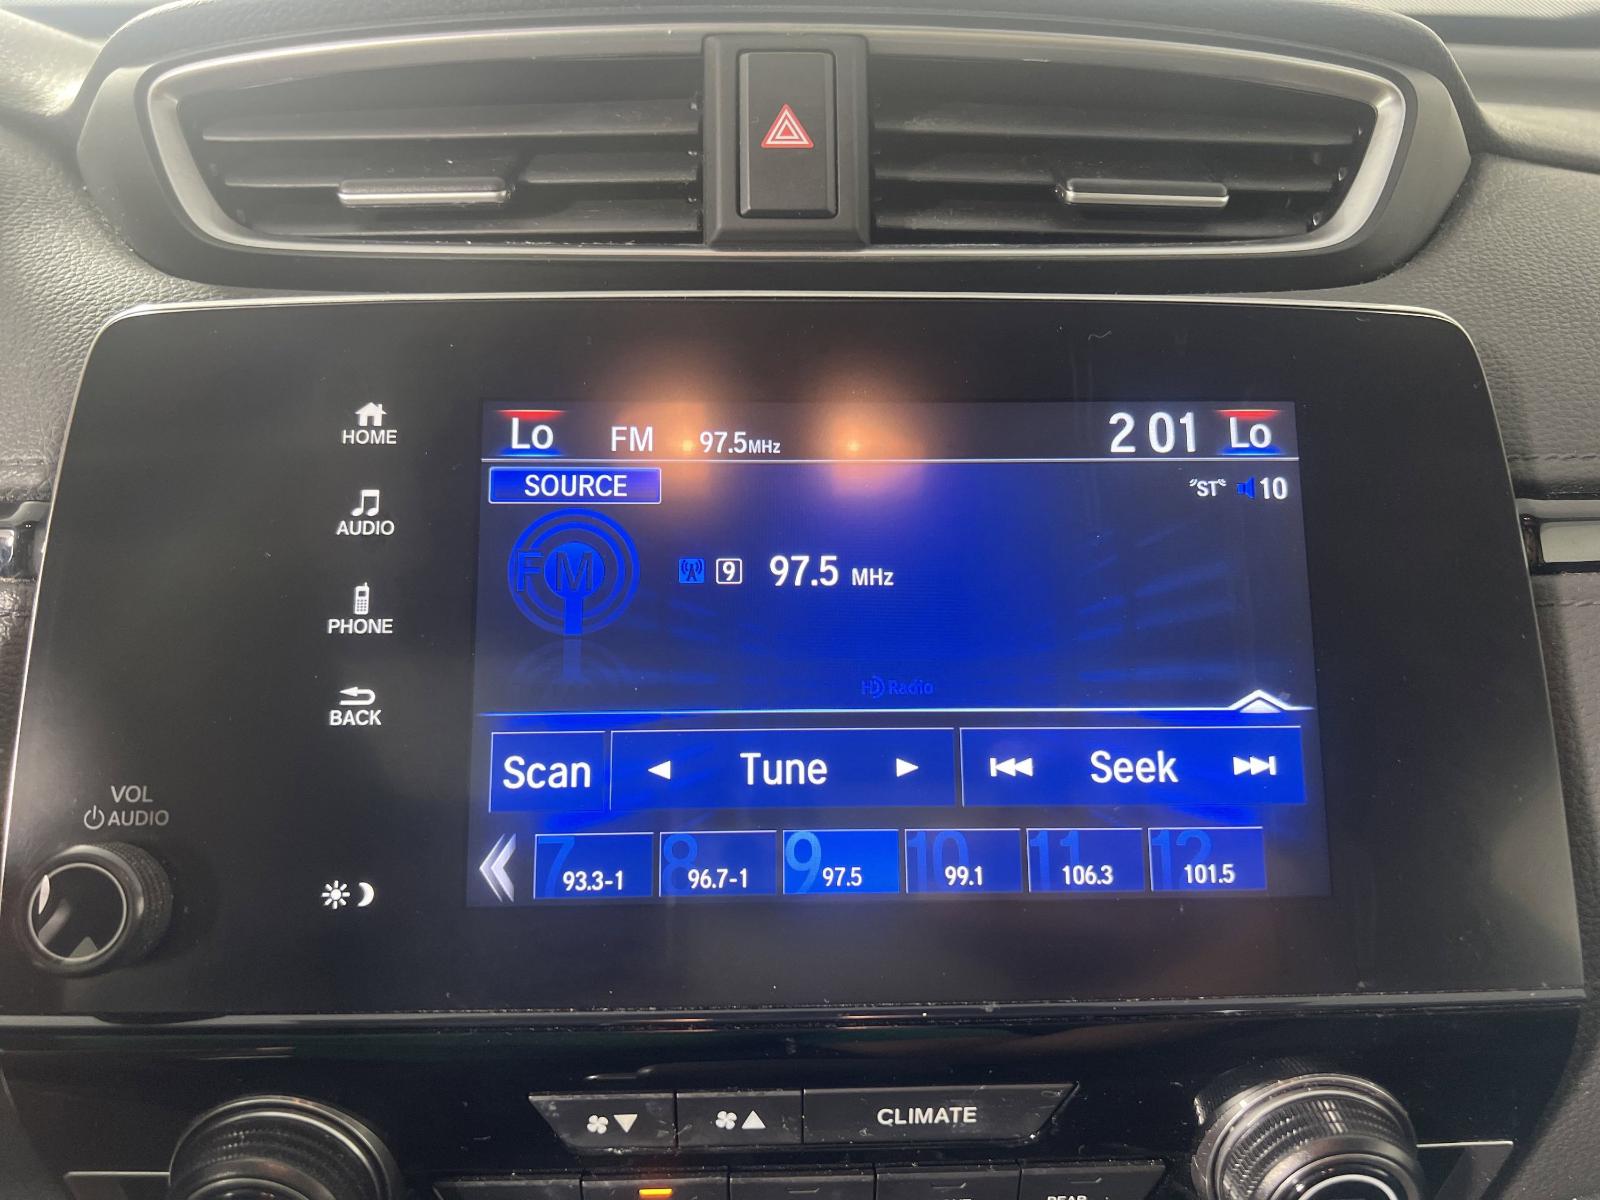 HOME
AUDIO
PHONE
BACK
VOL
AUDIO
Lo FM 97.5MHz 2 01 Lo
SOURCE
"ST" 10
FM
9 97.5 MHz
HD Radio
Scan Tune Seek
7 8 9 10 11 12
93.3-1 96.7-1 97.5 99.1 106.3 101.5
CLIMATE
REAR